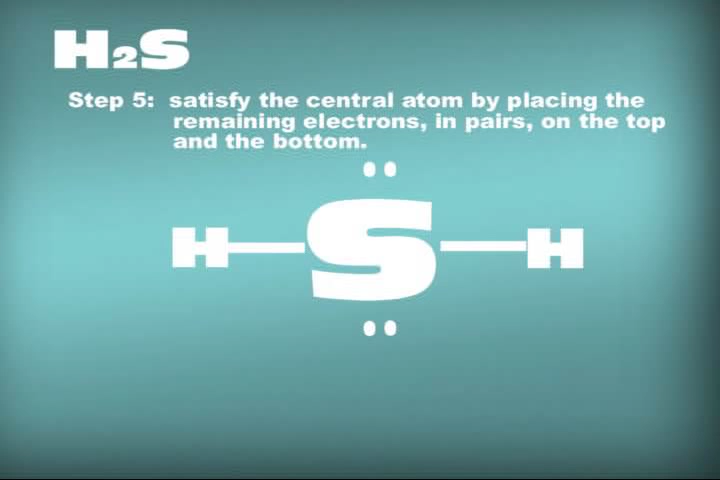 H2S
Step 5: satisfy the central atom by placing the
remaining electrons, in pairs, on the top
and the bottom.
H S H